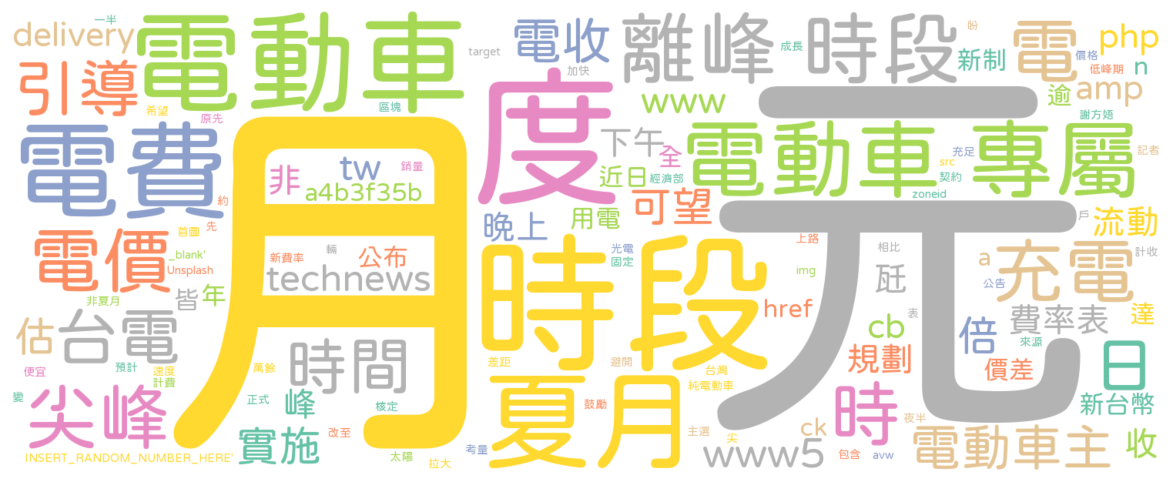 delivery
一半
電動車
target
電收
加快
離峰
時段
盼
成長
新制
電
價格
低峰期
php
n
引導
希望
原先
區塊
www
逾
amp
謝方娪
電費
月
度
下午
元
電動車專屬
記者
非
tw
銷量
a4b3f35b
全
近日
經濟部
可望
src
充足
契約
zoneid
約
先
首圖
晚上
用電
流動
戶
電價
_blank'
Unsplash
新費率
輛
公布
technews
時段
光電
固定
上路
相比
瓩
a
充電
計收
img
公告
非夏月
皆
年
href
cb
倍
表
費率表
來源
達
估
台電
預計
時間
萬餘
差距
避開
台灣
純電動車
規劃
價差
日
便宜
速度
計費
變
尖峰
正式
峰
核定
夏月
鼓勵
時
夜半
新台幣
實施
改至
考量
主選
尖
ck
電動車主
收
INSERT_RANDOM_NUMBER_HERE'
太陽
拉大
www5
包含
avw